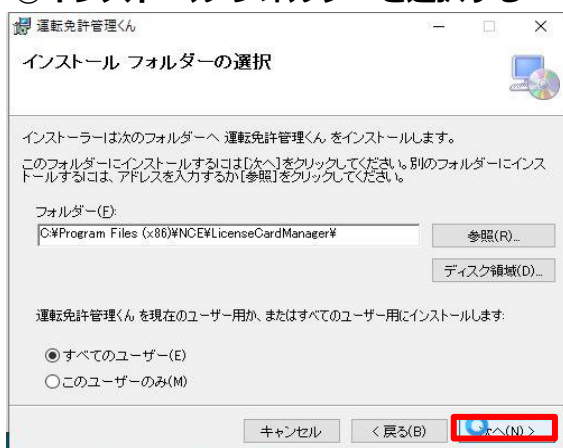 運転免許管理くん
インストール フォルダーの選択
インストーラーは次のフォルダーへ 運転免許管理くん をインストールします。
このフォルダーにインストールするには[次へ]をクリックしてください。別のフォルダーにインス
トールするには、アドレスを入力するか[参照]をクリックしてください。
フォルダー(F):
C:¥Program Files (x86)¥NCE¥LicenseCardManager¥
参照(R)...
ディスク領域(D)...
運転免許管理くん を現在のユーザー用か、またはすべてのユーザー用にインストールします:
すべてのユーザー(E)
このユーザーのみ(M)
キャンセル
< 戻る(B)
へ(N) >